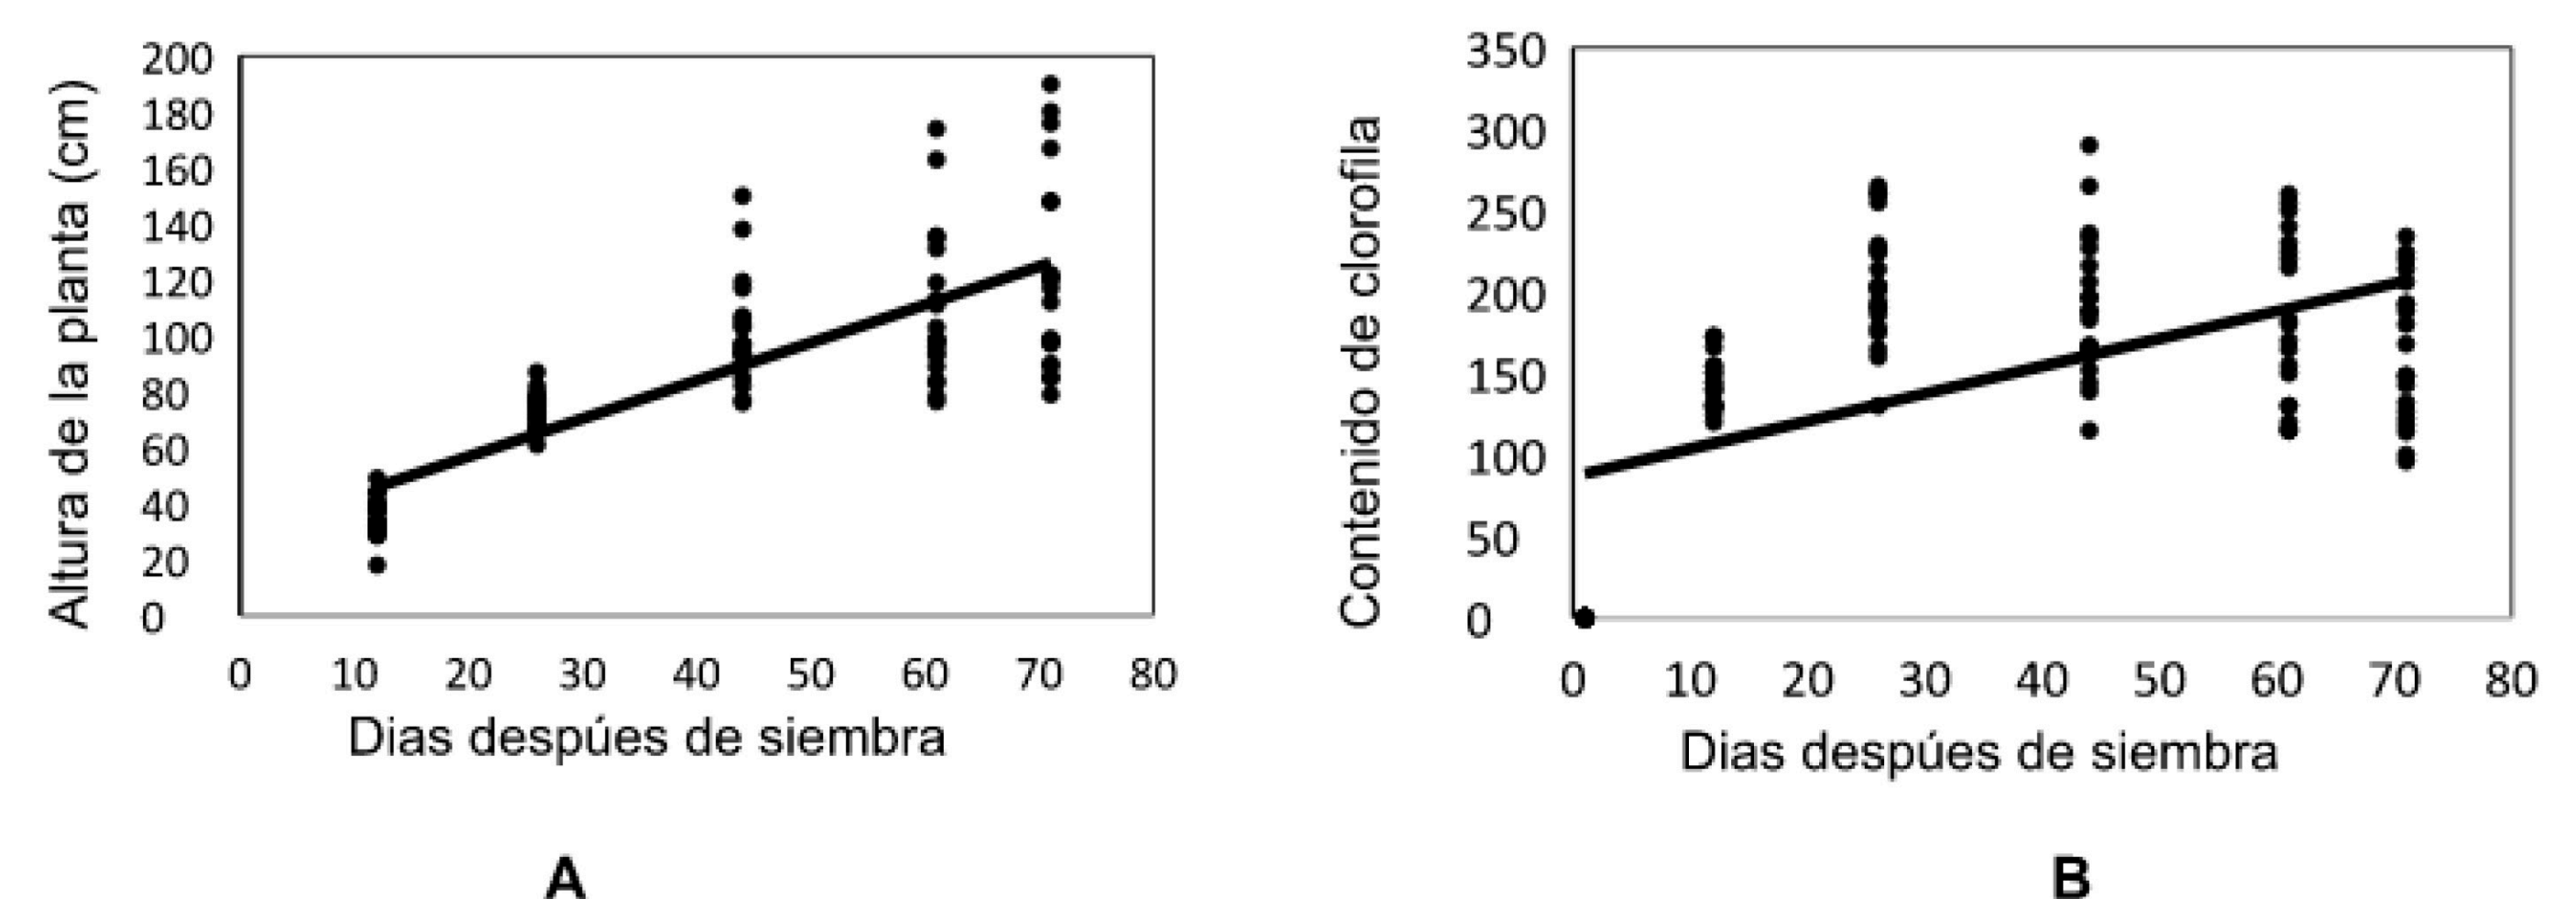 Altura de la planta (cm)
200
180
160
140
120
100
80
60
40
20
0
0 10 20 30 40 50 60 70 80
Dias despúes de siembra
A
Contenido de clorofila
350
300
250
200
150
100
50
0
0 10 20 30 40 50 60 70 80
Dias despúes de siembra
B